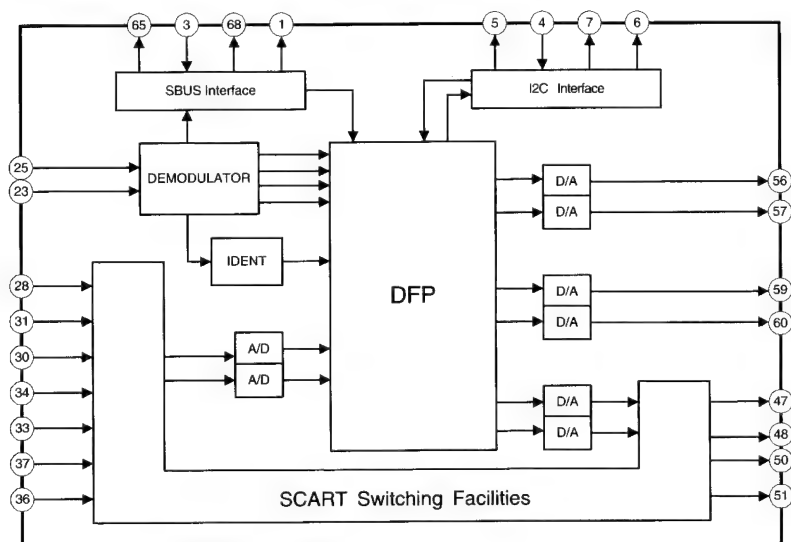 65 3 68 1 5 4 7 6
SBUS Interface
I2C Interface
25
DEMODULATOR
23
D/A
56
D/A
57
IDENT
28
DFP
D/A
59
31
D/A
60
30
A/D
34
A/D
D/A
47
33
D/A
48
37
50
36
SCART Switching Facilities
51